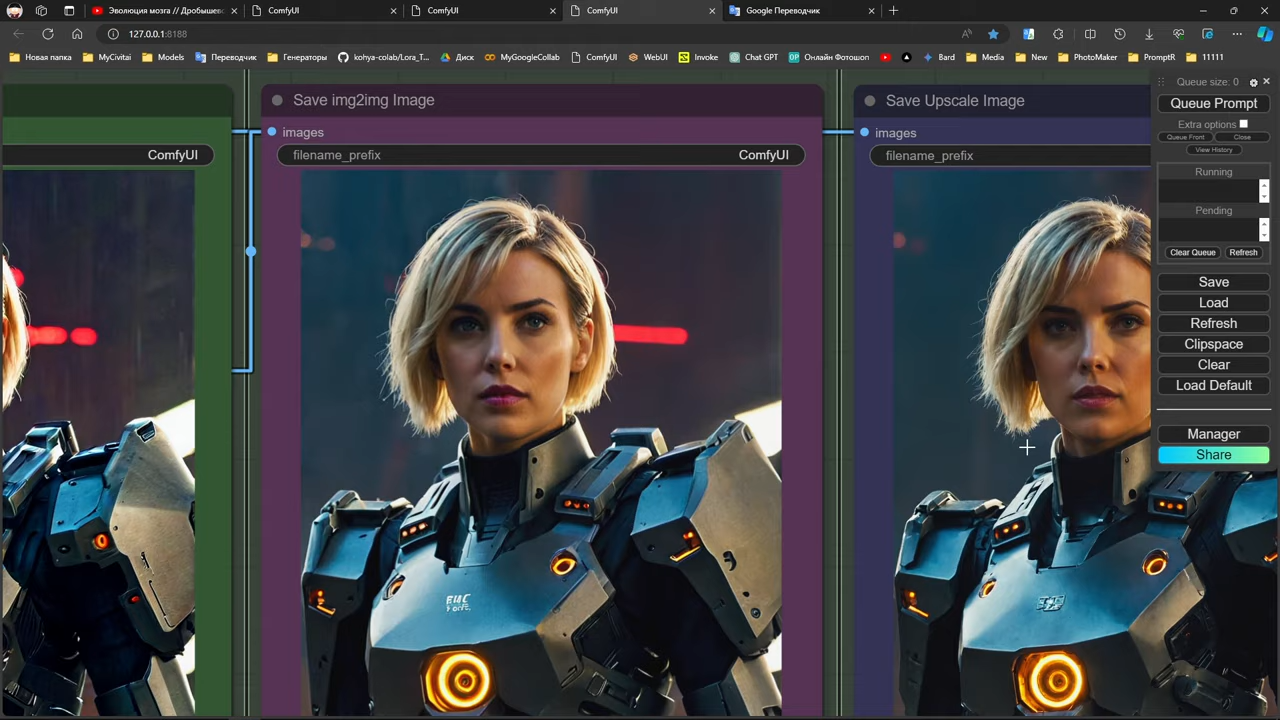 Эволюция мозга // Дробышевс
ComfyUI
ComfyUI
ComfyUI
Google Переводчик
127.0.0.1:8188
Новая папка
MyCivitai
Models
Переводчик
Генераторы
kohya-colab/Lora_T...
Диск
MyGoogleCollab
ComfyUI
WebUI
Invoke
Chat GPT
Онлайн Фотошоп
Bard
Media
New
PhotoMaker
PromptR
11111
Save img2img Image
Save Upscale Image
images
images
ComfyUI
filename_prefix
ComfyUI
filename_prefix
Queue size: 0
Queue Prompt
Extra options
Queue Front
Close
View History
Running
Pending
Clear Queue
Refresh
Save
Load
Refresh
Clipspace
Clear
Load Default
Manager
Share